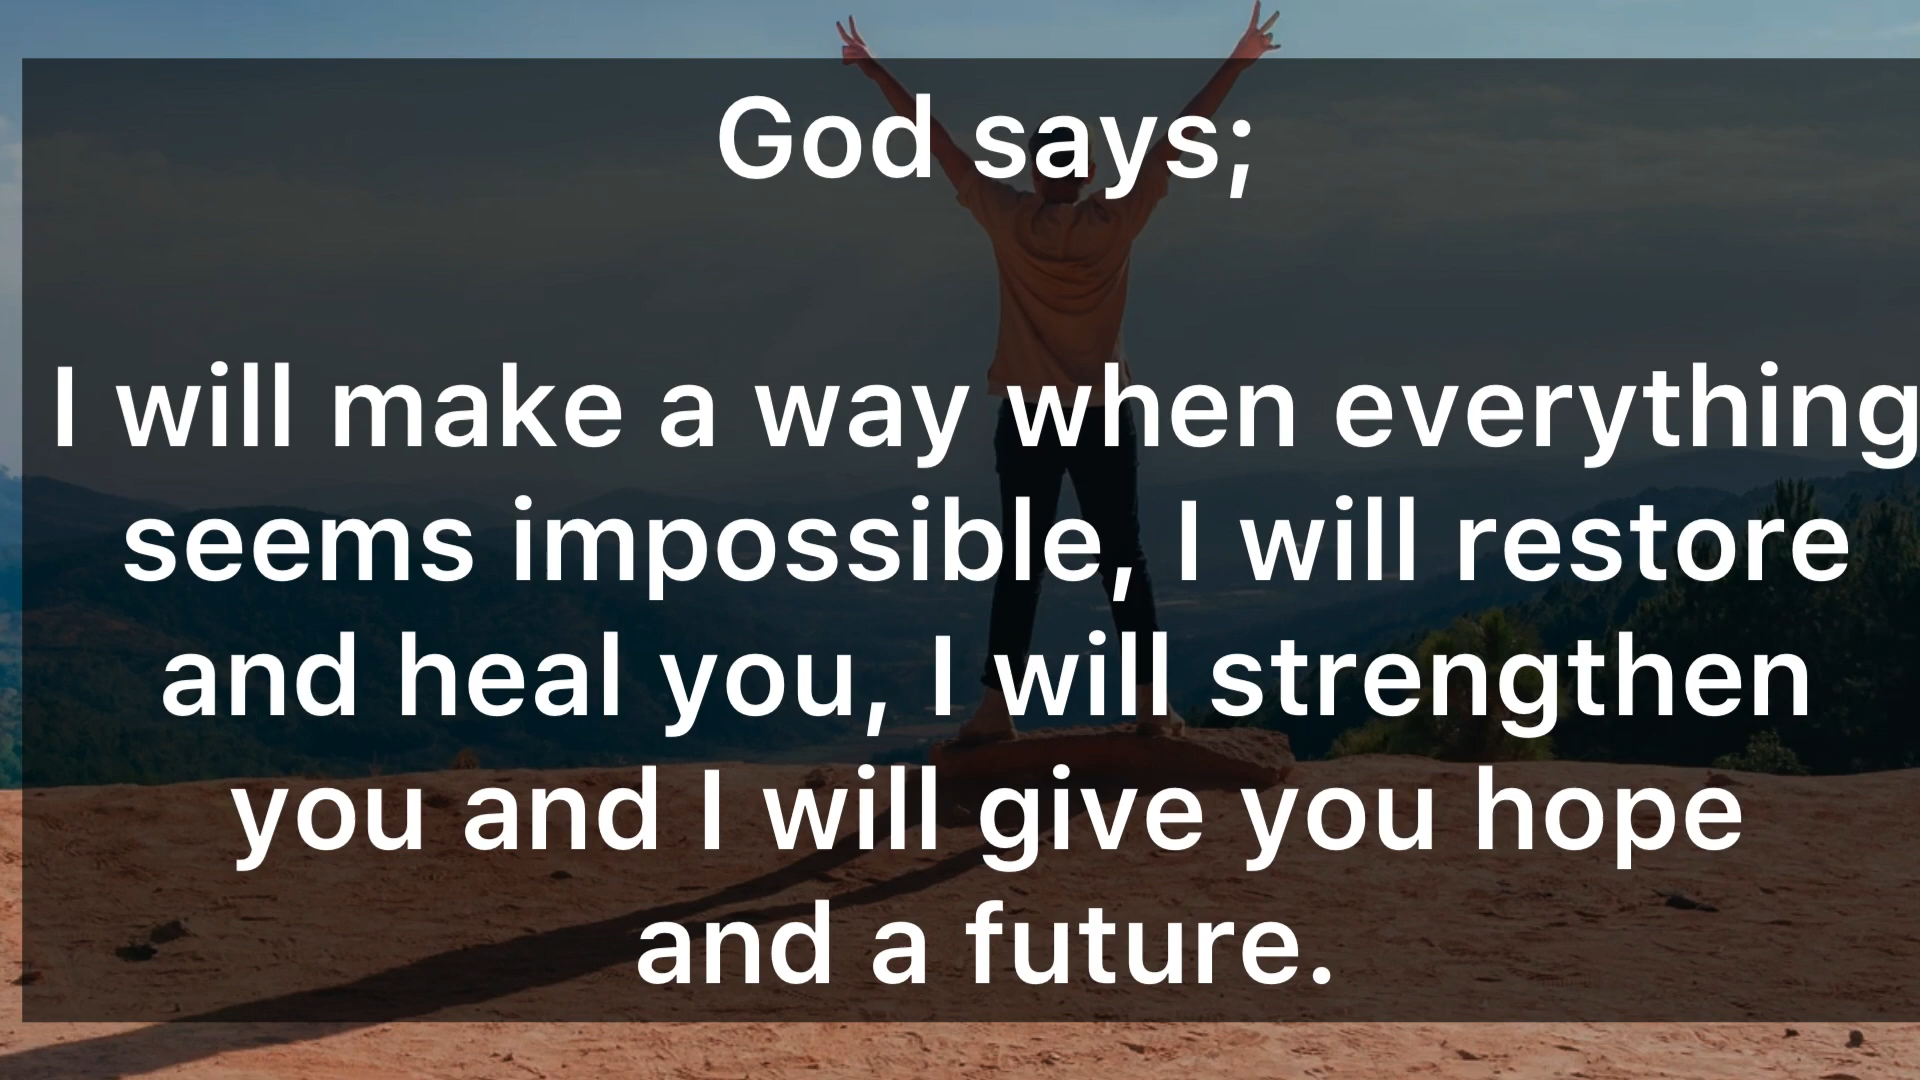 God says;
I will make a way when everything
seems impossible, I will restore
and heal you, I will strengthen
you and I will give you hope
and a future.